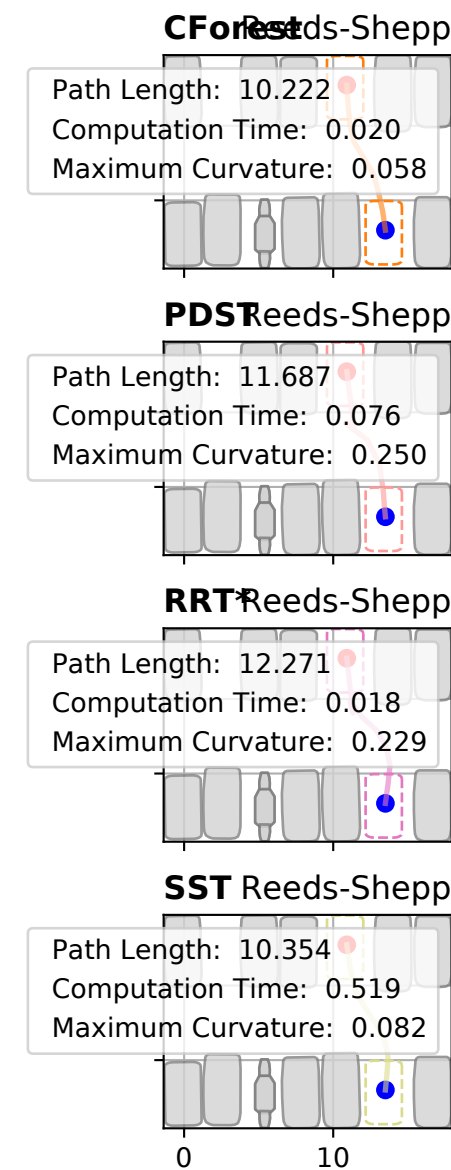 CForest Reeds-Shepp
Path Length: 10.222
Computation Time: 0.020
Maximum Curvature: 0.058
PDST Reeds-Shepp
Path Length: 11.687
Computation Time: 0.076
Maximum Curvature: 0.250
RRT* Reeds-Shepp
Path Length: 12.271
Computation Time: 0.018
Maximum Curvature: 0.229
SST Reeds-Shepp
Path Length: 10.354
Computation Time: 0.519
Maximum Curvature: 0.082
0 10